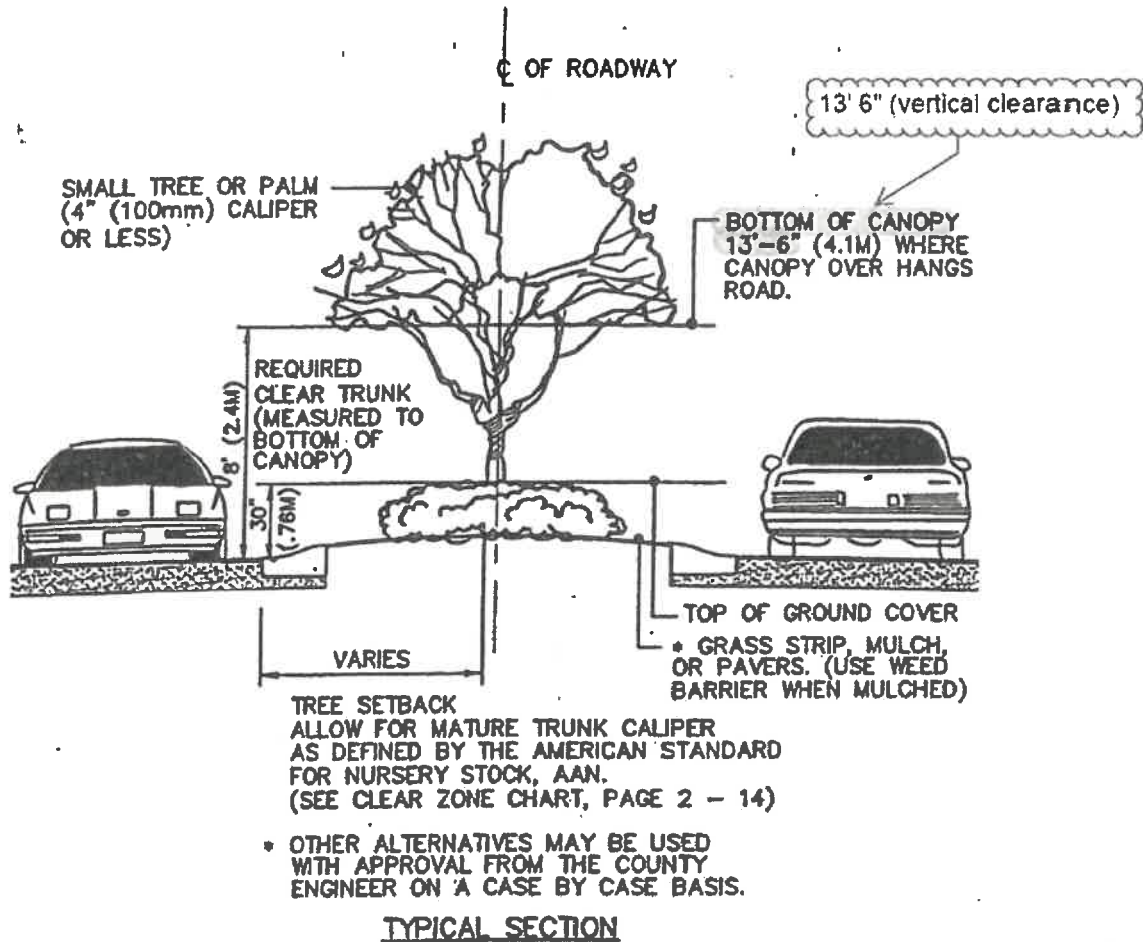 ℄ OF ROADWAY
13' 6" (vertical clearance)
SMALL TREE OR PALM
(4" (100mm) CALIPER
OR LESS)
BOTTOM OF CANOPY
13'-6" (4.1M) WHERE
CANOPY OVER HANGS
ROAD.
REQUIRED
CLEAR TRUNK
(MEASURED TO
BOTTOM OF
CANOPY)
8' (2.4M)
30"
(.76M)
TOP OF GROUND COVER
* GRASS STRIP, MULCH,
OR PAVERS. (USE WEED
BARRIER WHEN MULCHED)
VARIES
TREE SETBACK
ALLOW FOR MATURE TRUNK CALIPER
AS DEFINED BY THE AMERICAN STANDARD
FOR NURSERY STOCK, AAN.
(SEE CLEAR ZONE CHART, PAGE 2 - 14)
* OTHER ALTERNATIVES MAY BE USED
WITH APPROVAL FROM THE COUNTY
ENGINEER ON A CASE BY CASE BASIS.
TYPICAL SECTION